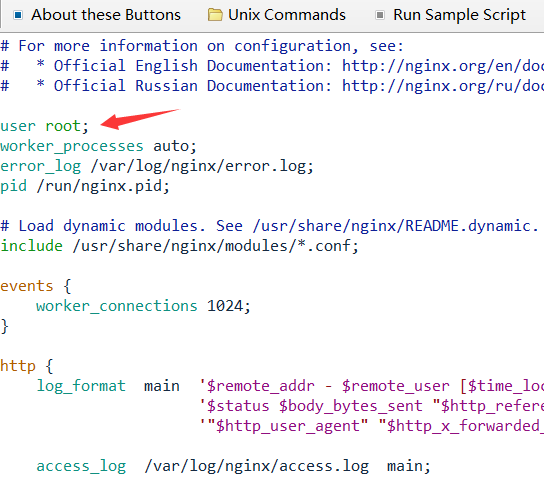 About these Buttons Unix Commands Run Sample Script
# For more information on configuration, see:
#   * Official English Documentation: http://nginx.org/en/
#   * Official Russian Documentation: http://nginx.org/ru/
user root;
worker_processes auto;
error_log /var/log/nginx/error.log;
pid /run/nginx.pid;
# Load dynamic modules. See /usr/share/nginx/README.dynamic.
include /usr/share/nginx/modules/*.conf;
events {
    worker_connections 1024;
}
http {
    log_format  main  '$remote_addr - $remote_user [$time_loc
                      '$status $body_bytes_sent "$http_refere
                      '"$http_user_agent" "$http_x_forwarded_
    access_log  /var/log/nginx/access.log  main;